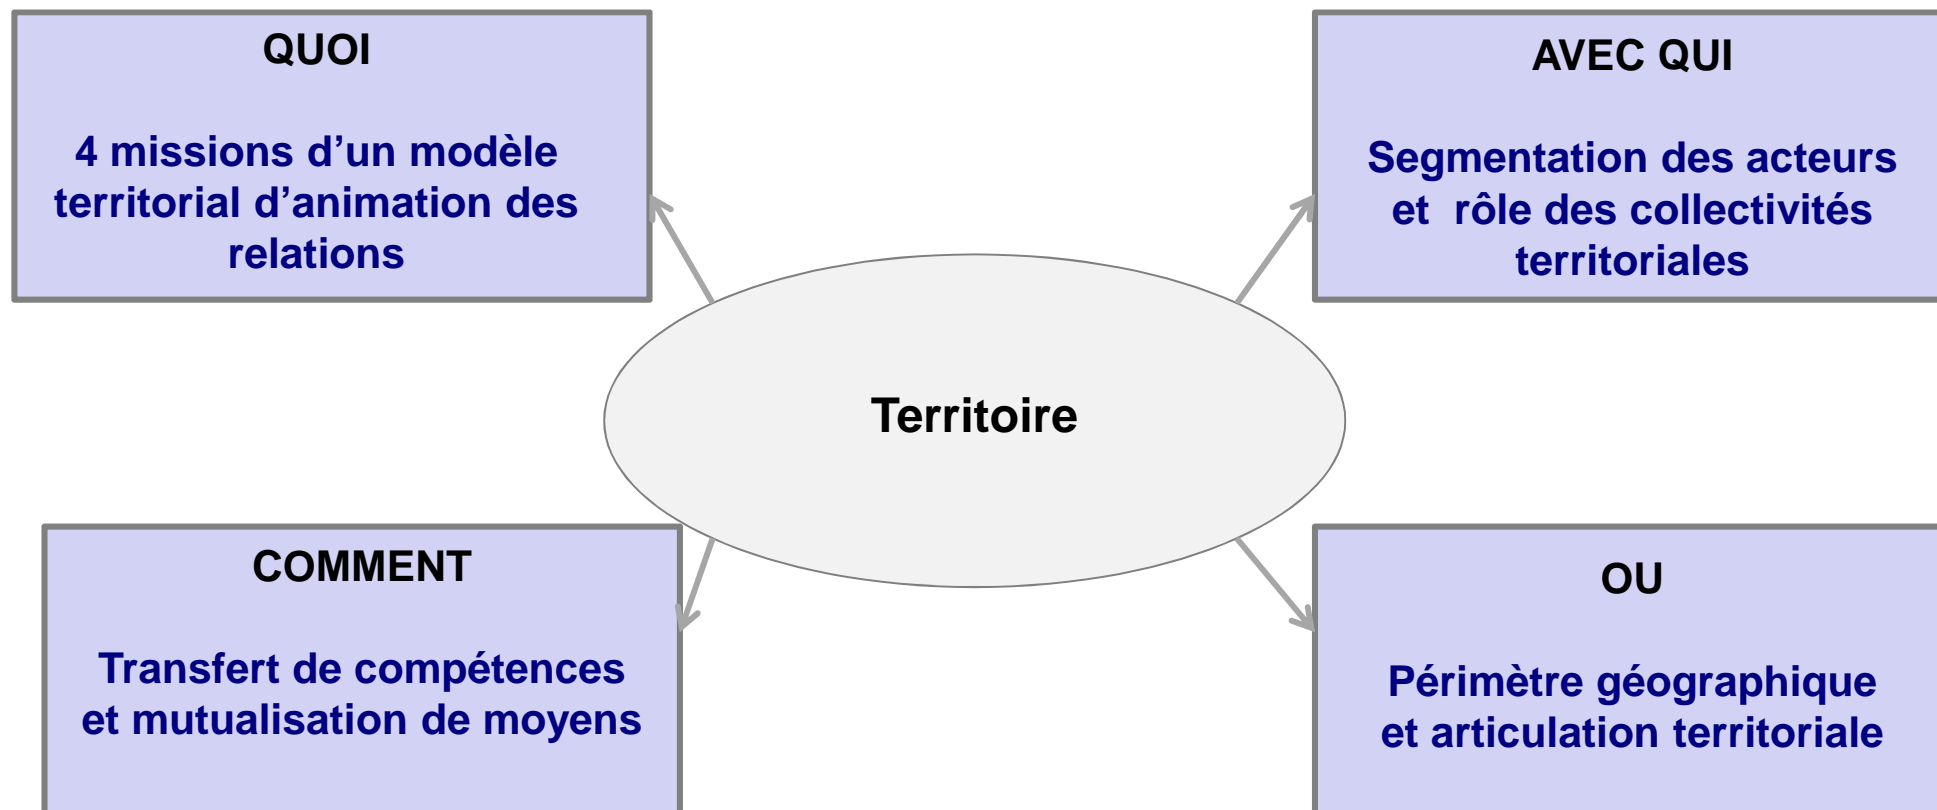 QUOI
4 missions d’un modèle
territorial d’animation des
relations
AVEC QUI
Segmentation des acteurs
et rôle des collectivités
territoriales
Territoire
COMMENT
Transfert de compétences
et mutualisation de moyens
OU
Périmètre géographique
et articulation territoriale